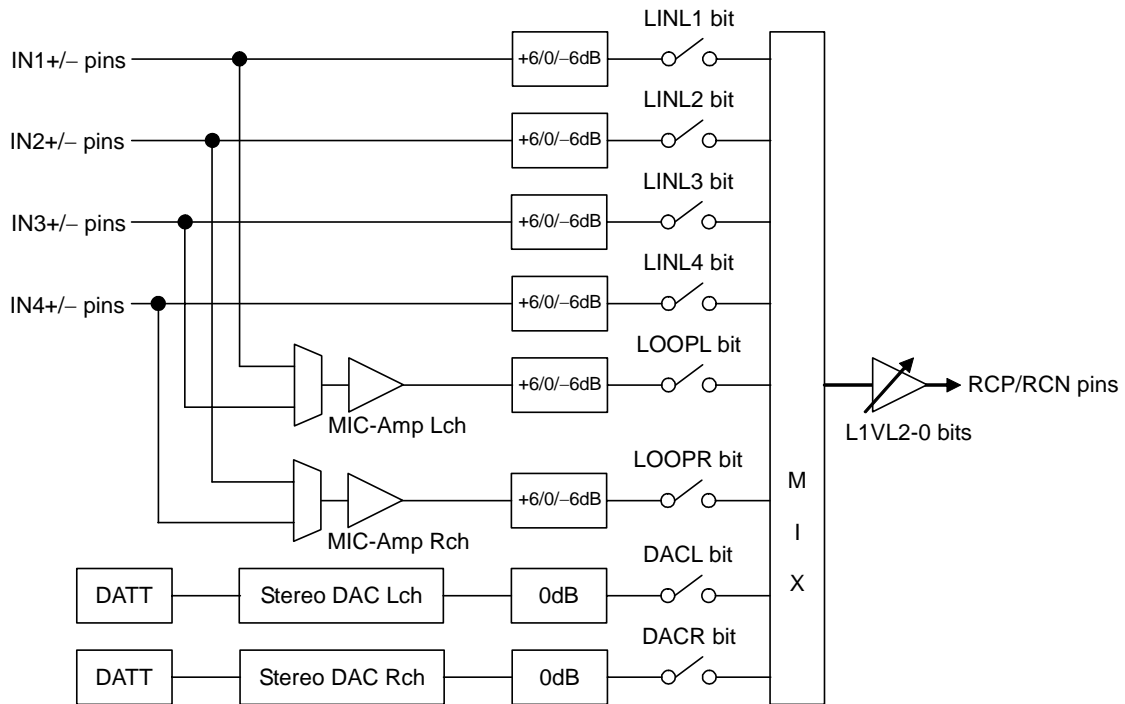 LINL1 bit
IN1+/− pins
+6/0/−6dB
LINL2 bit
IN2+/− pins
+6/0/−6dB
LINL3 bit
IN3+/− pins
+6/0/−6dB
LINL4 bit
IN4+/− pins
+6/0/−6dB
LOOPL bit
+6/0/−6dB
RCP/RCN pins
MIC-Amp Lch
L1VL2-0 bits
LOOPR bit
+6/0/−6dB
MIC-Amp Rch
M
I
X
DACL bit
DATT
Stereo DAC Lch
0dB
DACR bit
DATT
Stereo DAC Rch
0dB